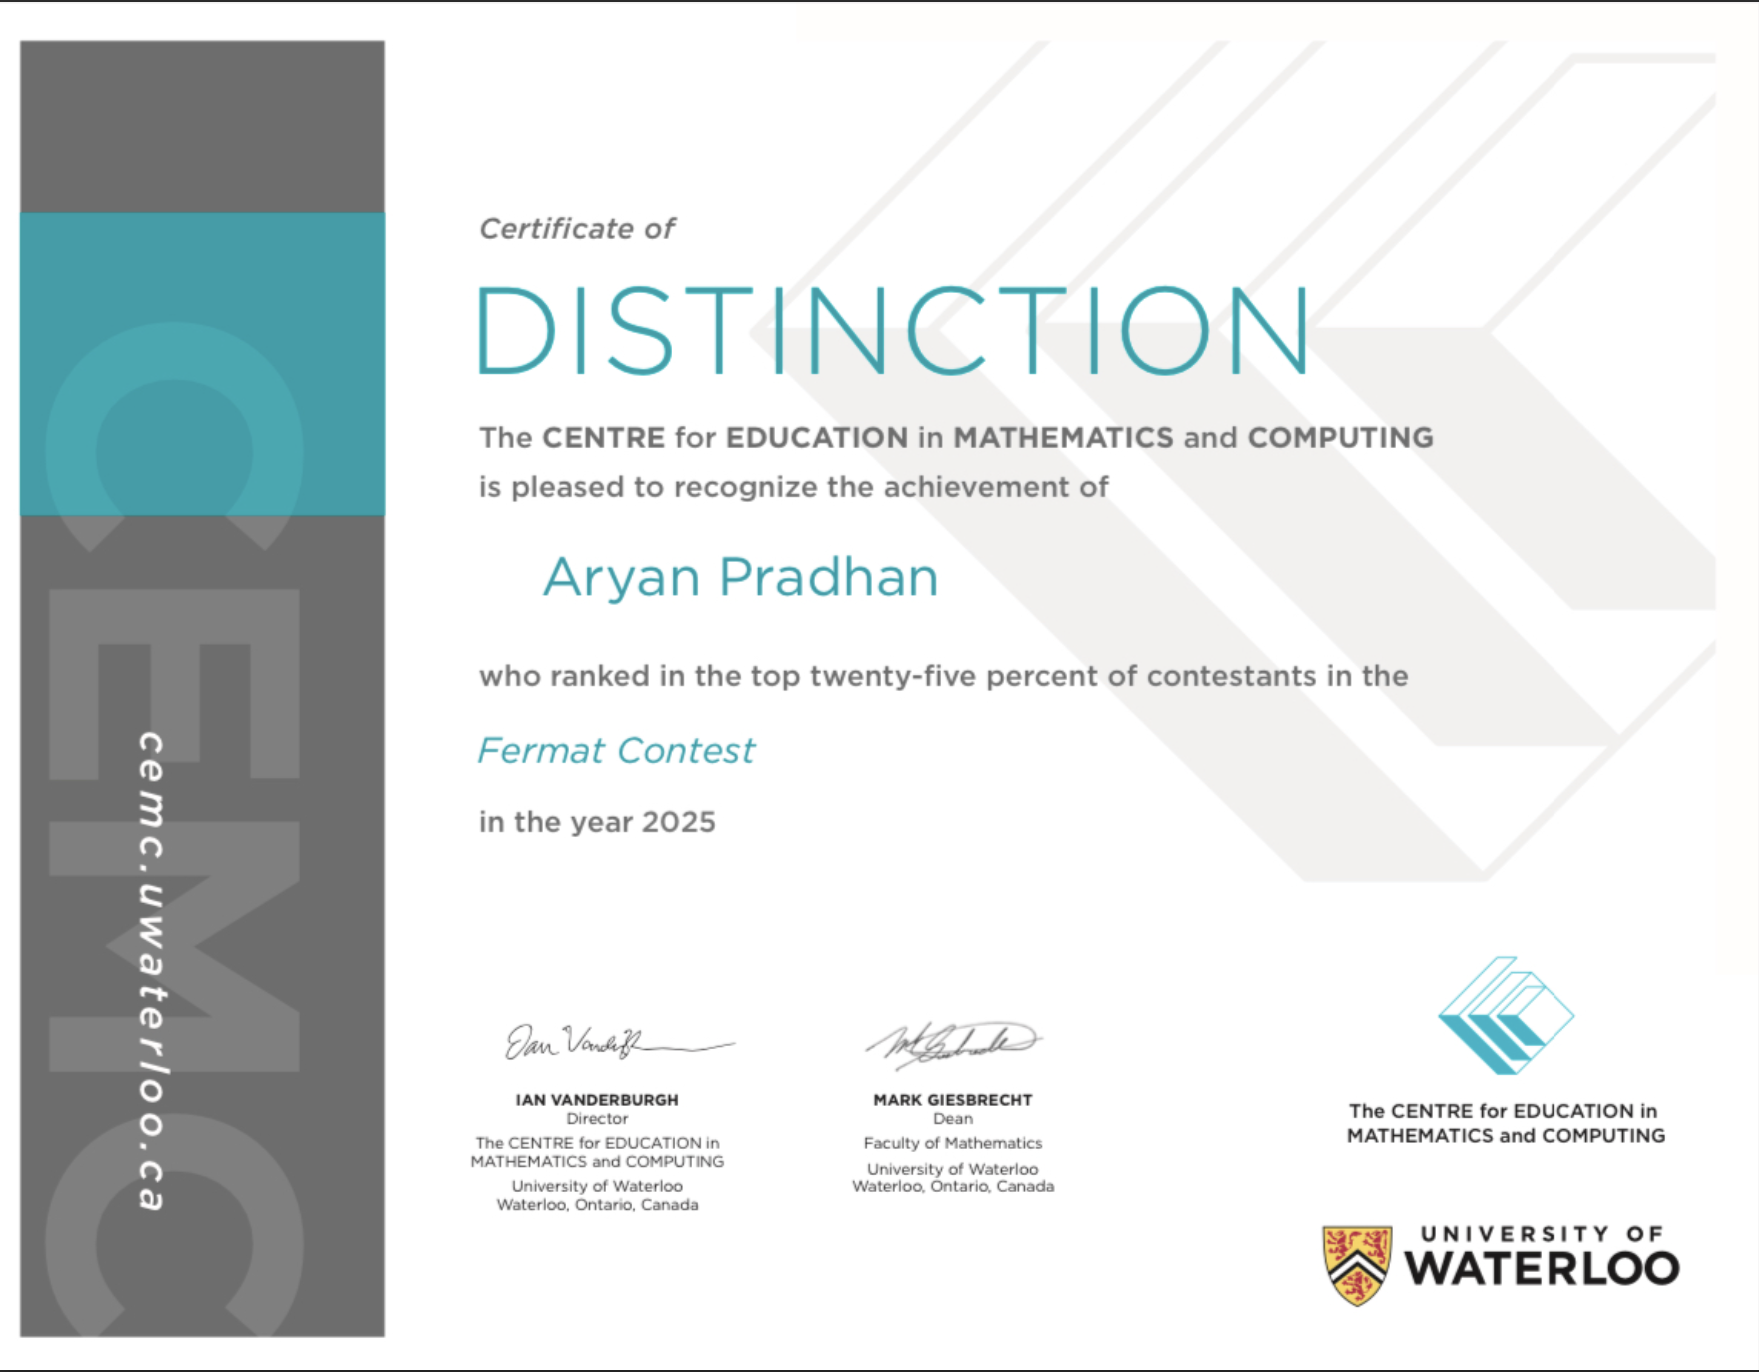 CEMC
cemc.uwaterloo.ca
Certificate of
DISTINCTION
The CENTRE for EDUCATION in MATHEMATICS and COMPUTING
is pleased to recognize the achievement of
Aryan Pradhan
who ranked in the top twenty-five percent of contestants in the
Fermat Contest
in the year 2025
IAN VANDERBURGH
Director
The CENTRE for EDUCATION in
MATHEMATICS and COMPUTING
University of Waterloo
Waterloo, Ontario, Canada
MARK GIESBRECHT
Dean
Faculty of Mathematics
University of Waterloo
Waterloo, Ontario, Canada
The CENTRE for EDUCATION in
MATHEMATICS and COMPUTING
UNIVERSITY OF
WATERLOO